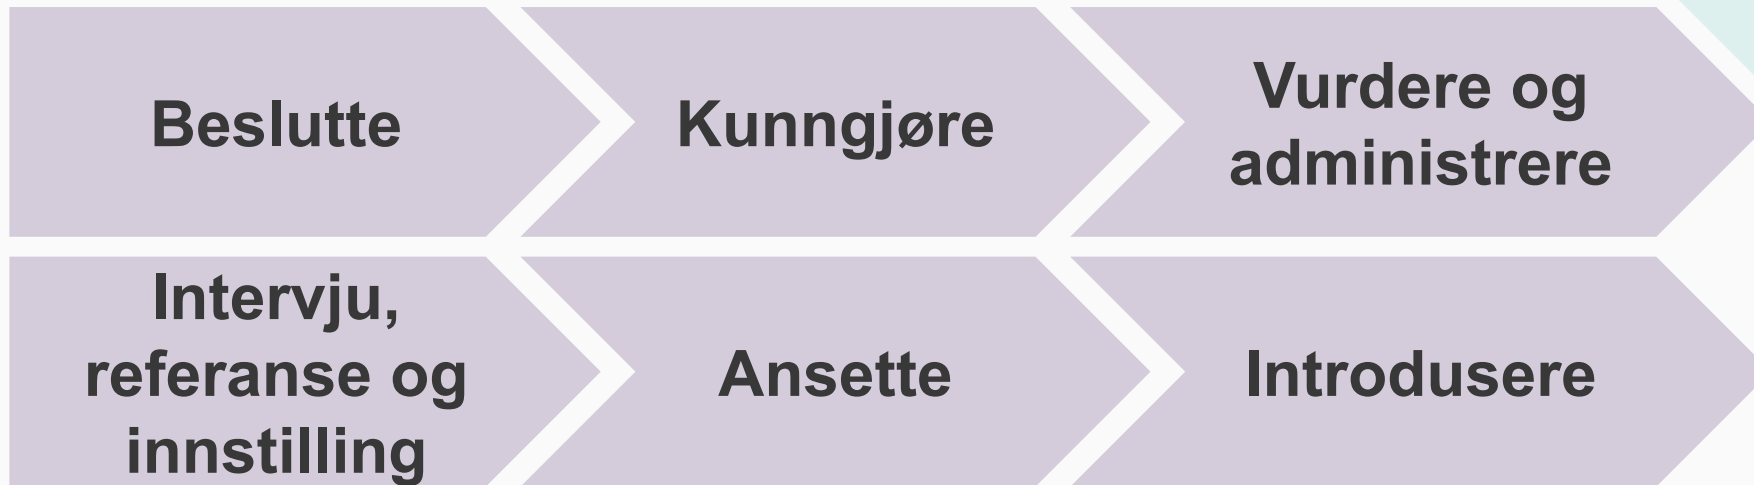 Beslutte
Kunngjøre
Vurdere og
administrere
Intervju,
referanse og
innstilling
Ansette
Introdusere